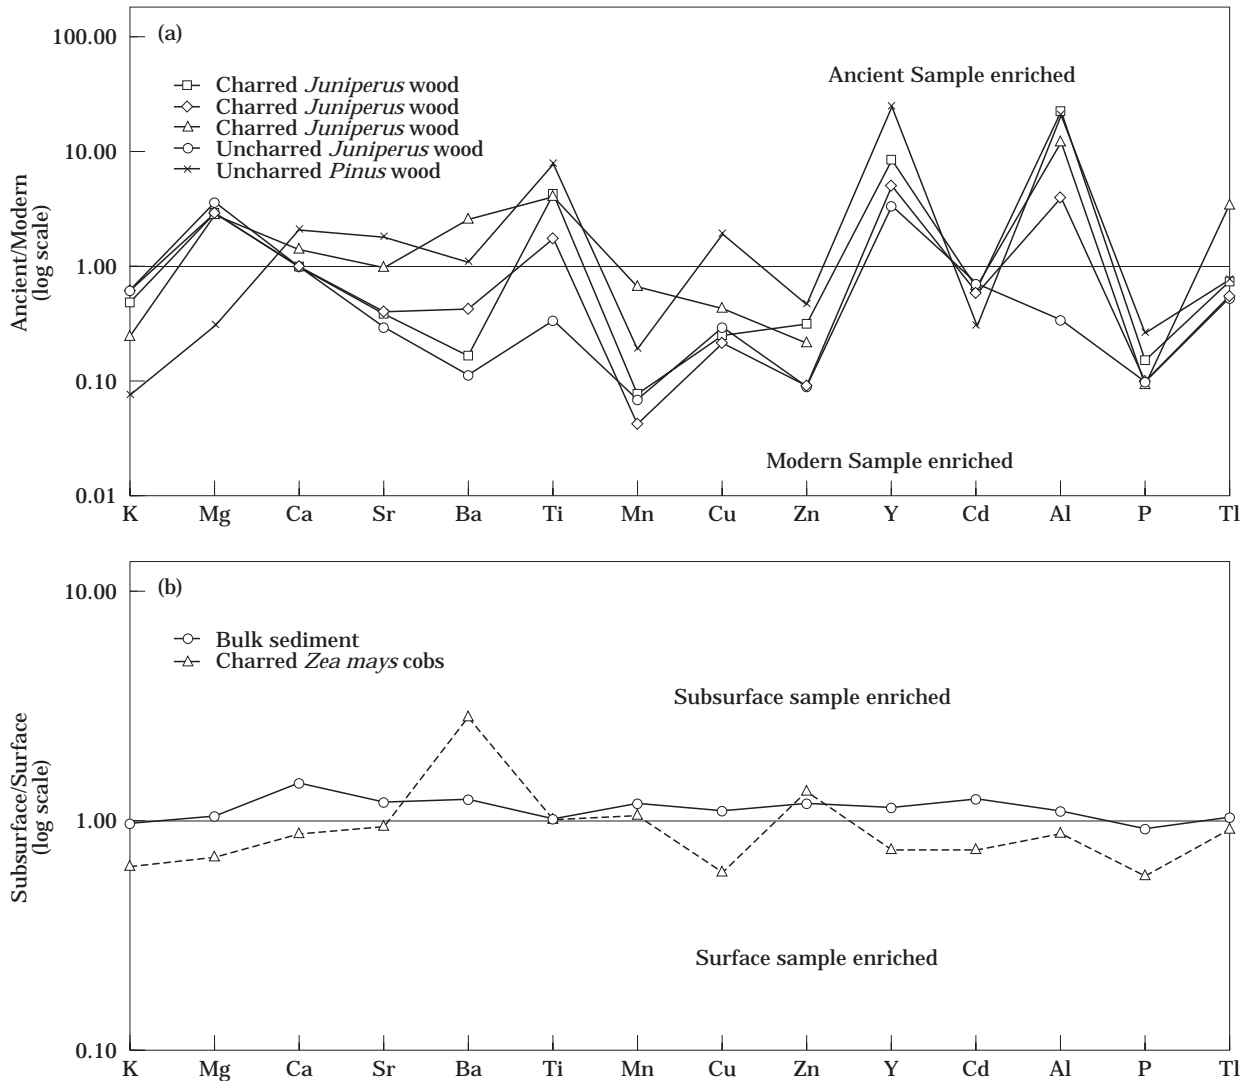 (a)
100.00
10.00
1.00
0.10
0.01
Ancient/Modern
(log scale)
Charred Juniperus wood
Charred Juniperus wood
Charred Juniperus wood
Uncharred Juniperus wood
Uncharred Pinus wood
Ancient Sample enriched
Modern Sample enriched
K Mg Ca Sr Ba Ti Mn Cu Zn Y Cd Al P Tl
(b)
10.00
1.00
0.10
Subsurface/Surface
(log scale)
Bulk sediment
Charred Zea mays cobs
Subsurface sample enriched
Surface sample enriched
K Mg Ca Sr Ba Ti Mn Cu Zn Y Cd Al P Tl